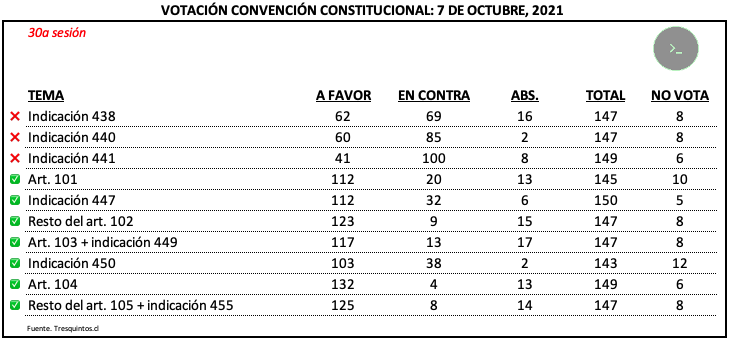 VOTACIÓN CONVENCIÓN CONSTITUCIONAL: 7 DE OCTUBRE, 2021
30a sesión
>_
TEMA A FAVOR EN CONTRA ABS. TOTAL NO VOTA
Indicación 438 62 69 16 147 8
Indicación 440 60 85 2 147 8
Indicación 441 41 100 8 149 6
Art. 101 112 20 13 145 10
Indicación 447 112 32 6 150 5
Resto del art. 102 123 9 15 147 8
Art. 103 + indicación 449 117 13 17 147 8
Indicación 450 103 38 2 143 12
Art. 104 132 4 13 149 6
Resto del art. 105 + indicación 455 125 8 14 147 8
Fuente. Tresquintos.cl